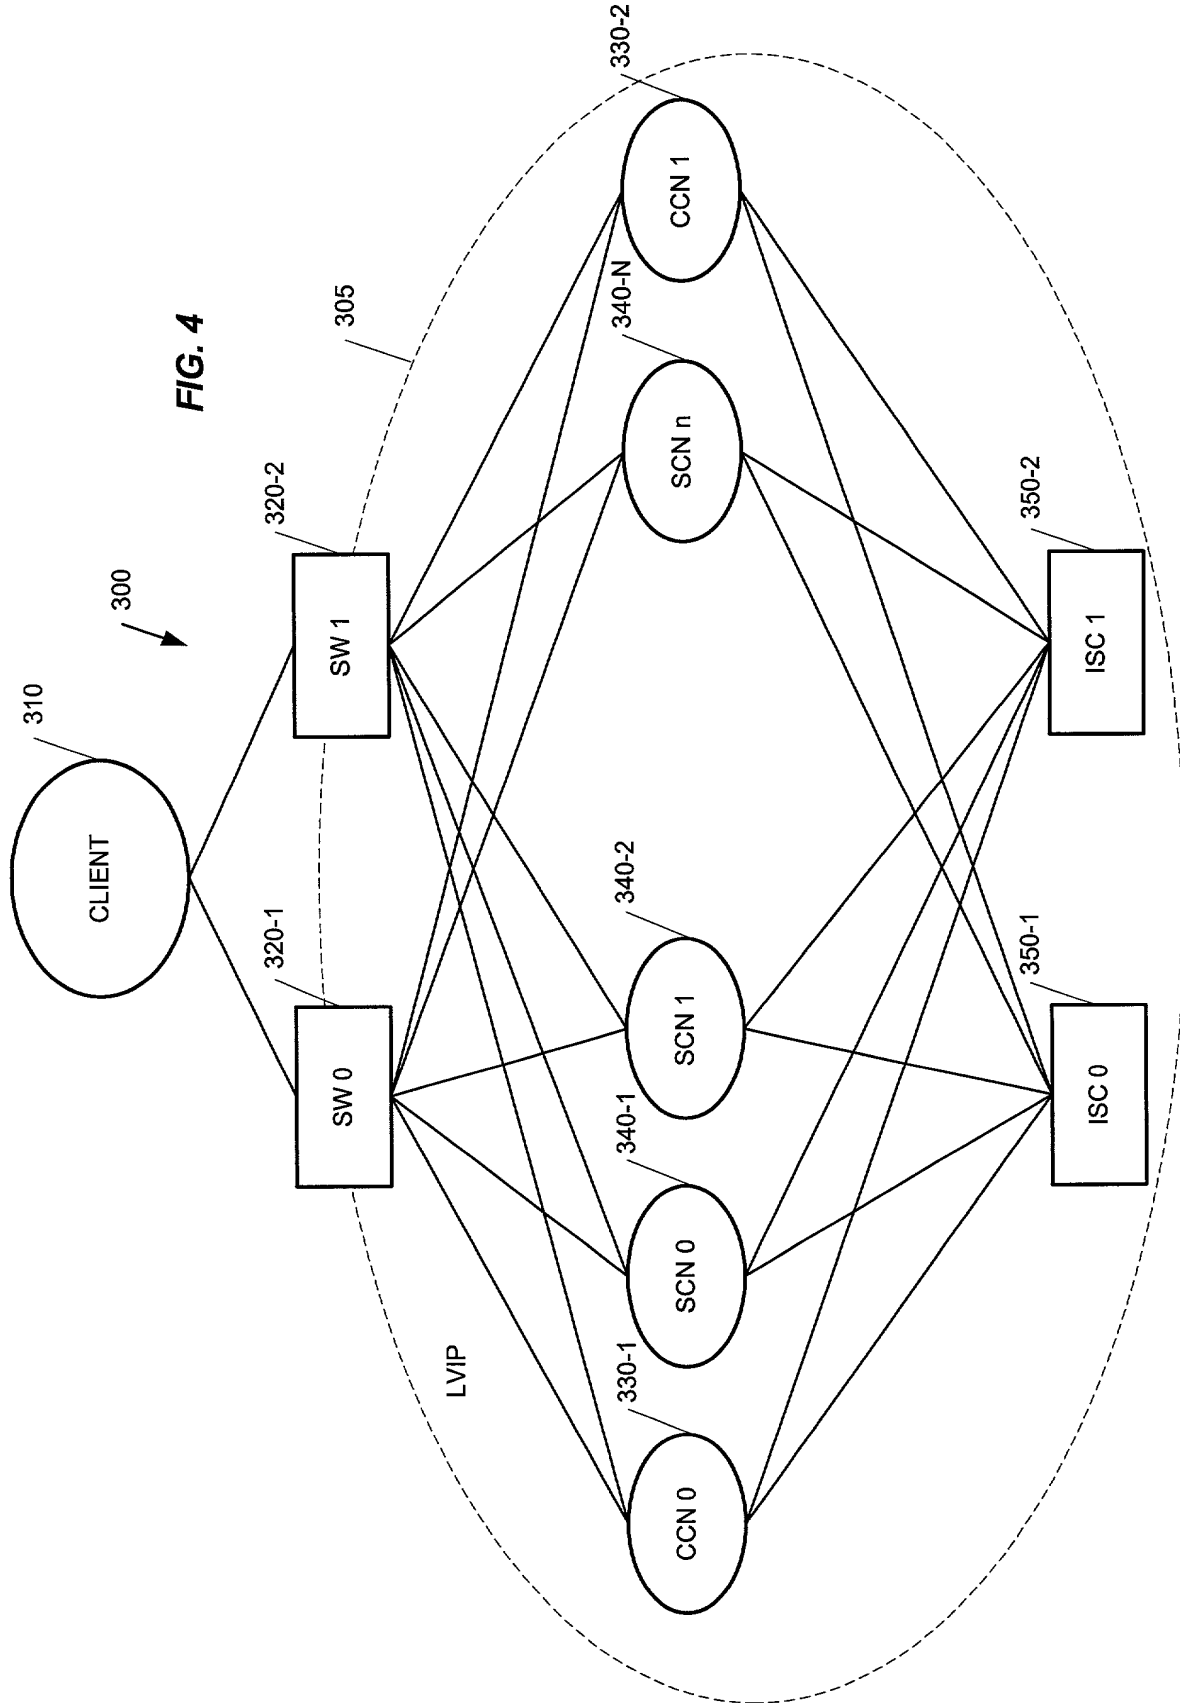 FIG. 4
300
310
CLIENT
320-1
SW 0
320-2
SW 1
305
LVIP
330-1
CCN 0
340-1
SCN 0
340-2
SCN 1
340-N
SCN n
330-2
CCN 1
350-1
ISC 0
350-2
ISC 1